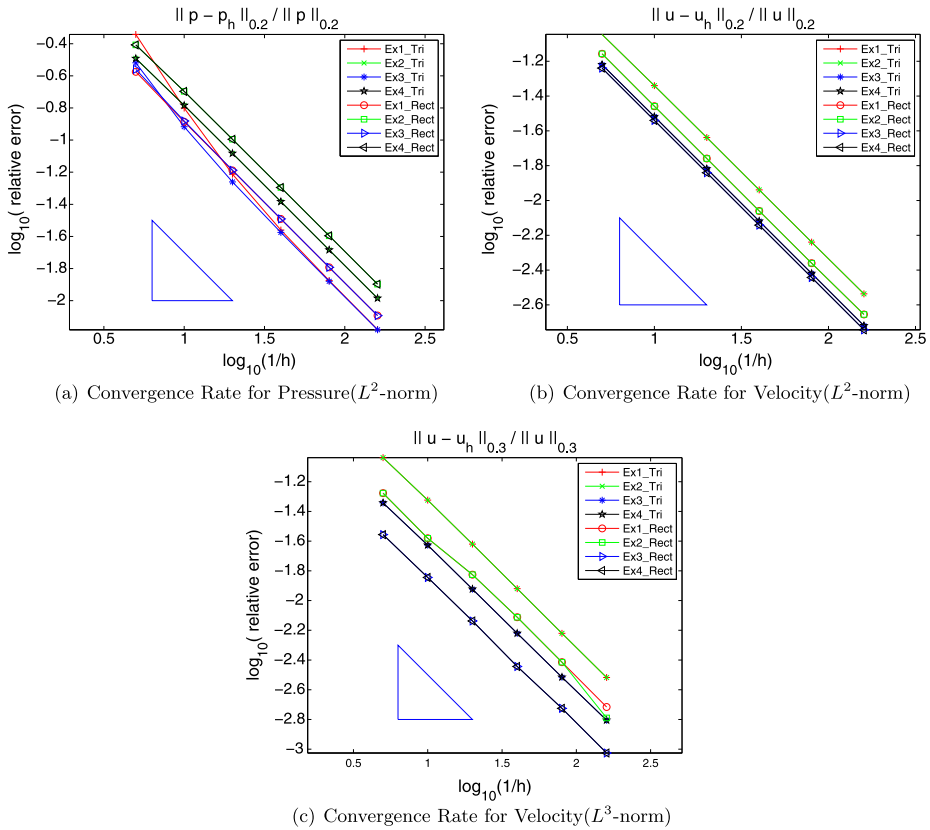 || p − p_h ||_0.2 / || p ||_0.2
log_10( relative error)
−0.4
−0.6
−0.8
−1
−1.2
−1.4
−1.6
−1.8
−2
Ex1_Tri
Ex2_Tri
Ex3_Tri
Ex4_Tri
Ex1_Rect
Ex2_Rect
Ex3_Rect
Ex4_Rect
0.5
1
1.5
2
2.5
log_10(1/h)
(a) Convergence Rate for Pressure(L²-norm)
|| u − u_h ||_0.2 / || u ||_0.2
log_10( relative error)
−1.2
−1.4
−1.6
−1.8
−2
−2.2
−2.4
−2.6
Ex1_Tri
Ex2_Tri
Ex3_Tri
Ex4_Tri
Ex1_Rect
Ex2_Rect
Ex3_Rect
Ex4_Rect
0.5
1
1.5
2
2.5
log_10(1/h)
(b) Convergence Rate for Velocity(L²-norm)
|| u − u_h ||_0.3 / || u ||_0.3
log_10( relative error)
−1.2
−1.4
−1.6
−1.8
−2
−2.2
−2.4
−2.6
−2.8
−3
Ex1_Tri
Ex2_Tri
Ex3_Tri
Ex4_Tri
Ex1_Rect
Ex2_Rect
Ex3_Rect
Ex4_Rect
0.5
1
1.5
2
2.5
log_10(1/h)
(c) Convergence Rate for Velocity(L³-norm)